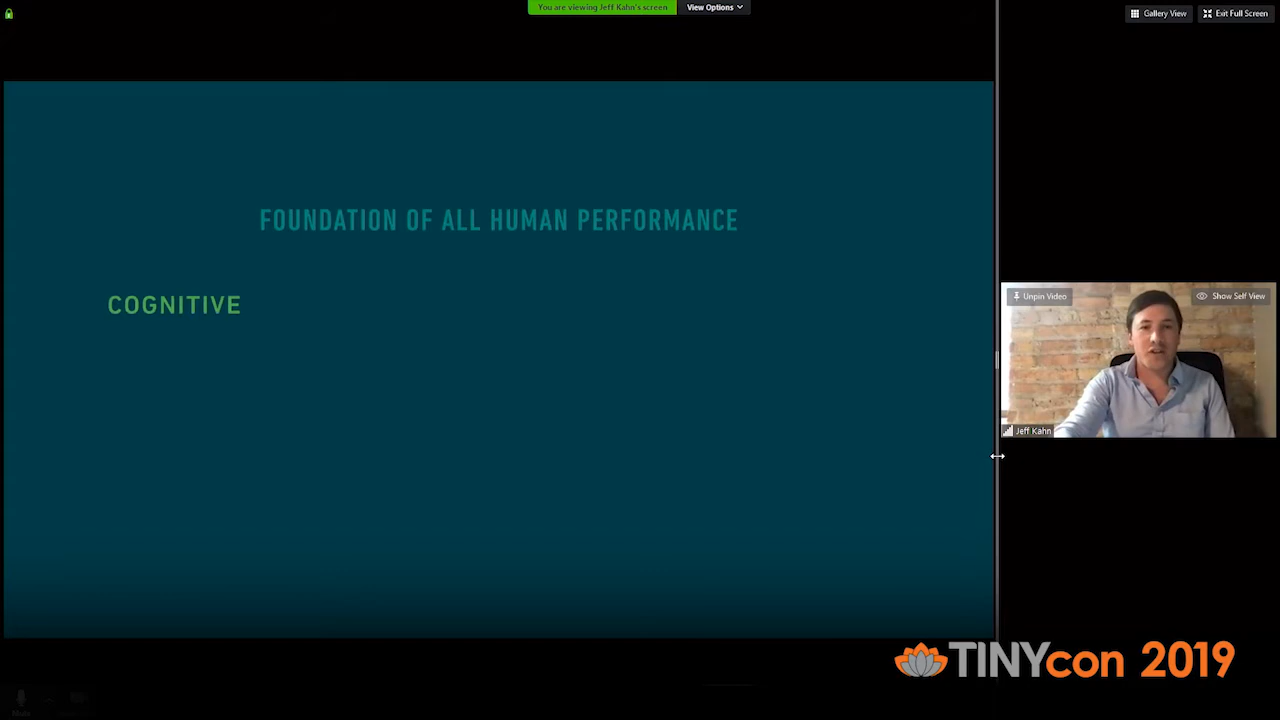 You are viewing Jeff Kahn's screen
View Options
Gallery View
Exit Full Screen
FOUNDATION OF ALL HUMAN PERFORMANCE
COGNITIVE
Unpin Video
Show Self View
Jeff Kahn
TINYcon 2019